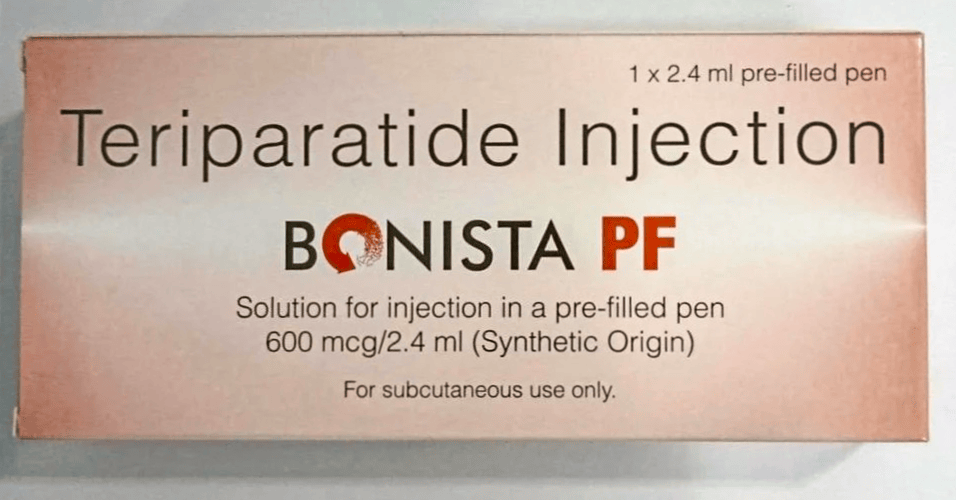 1 x 2.4 ml pre-filled pen
Teriparatide Injection
BONISTA PF
Solution for injection in a pre-filled pen
600 mcg/2.4 ml (Synthetic Origin)
For subcutaneous use only.